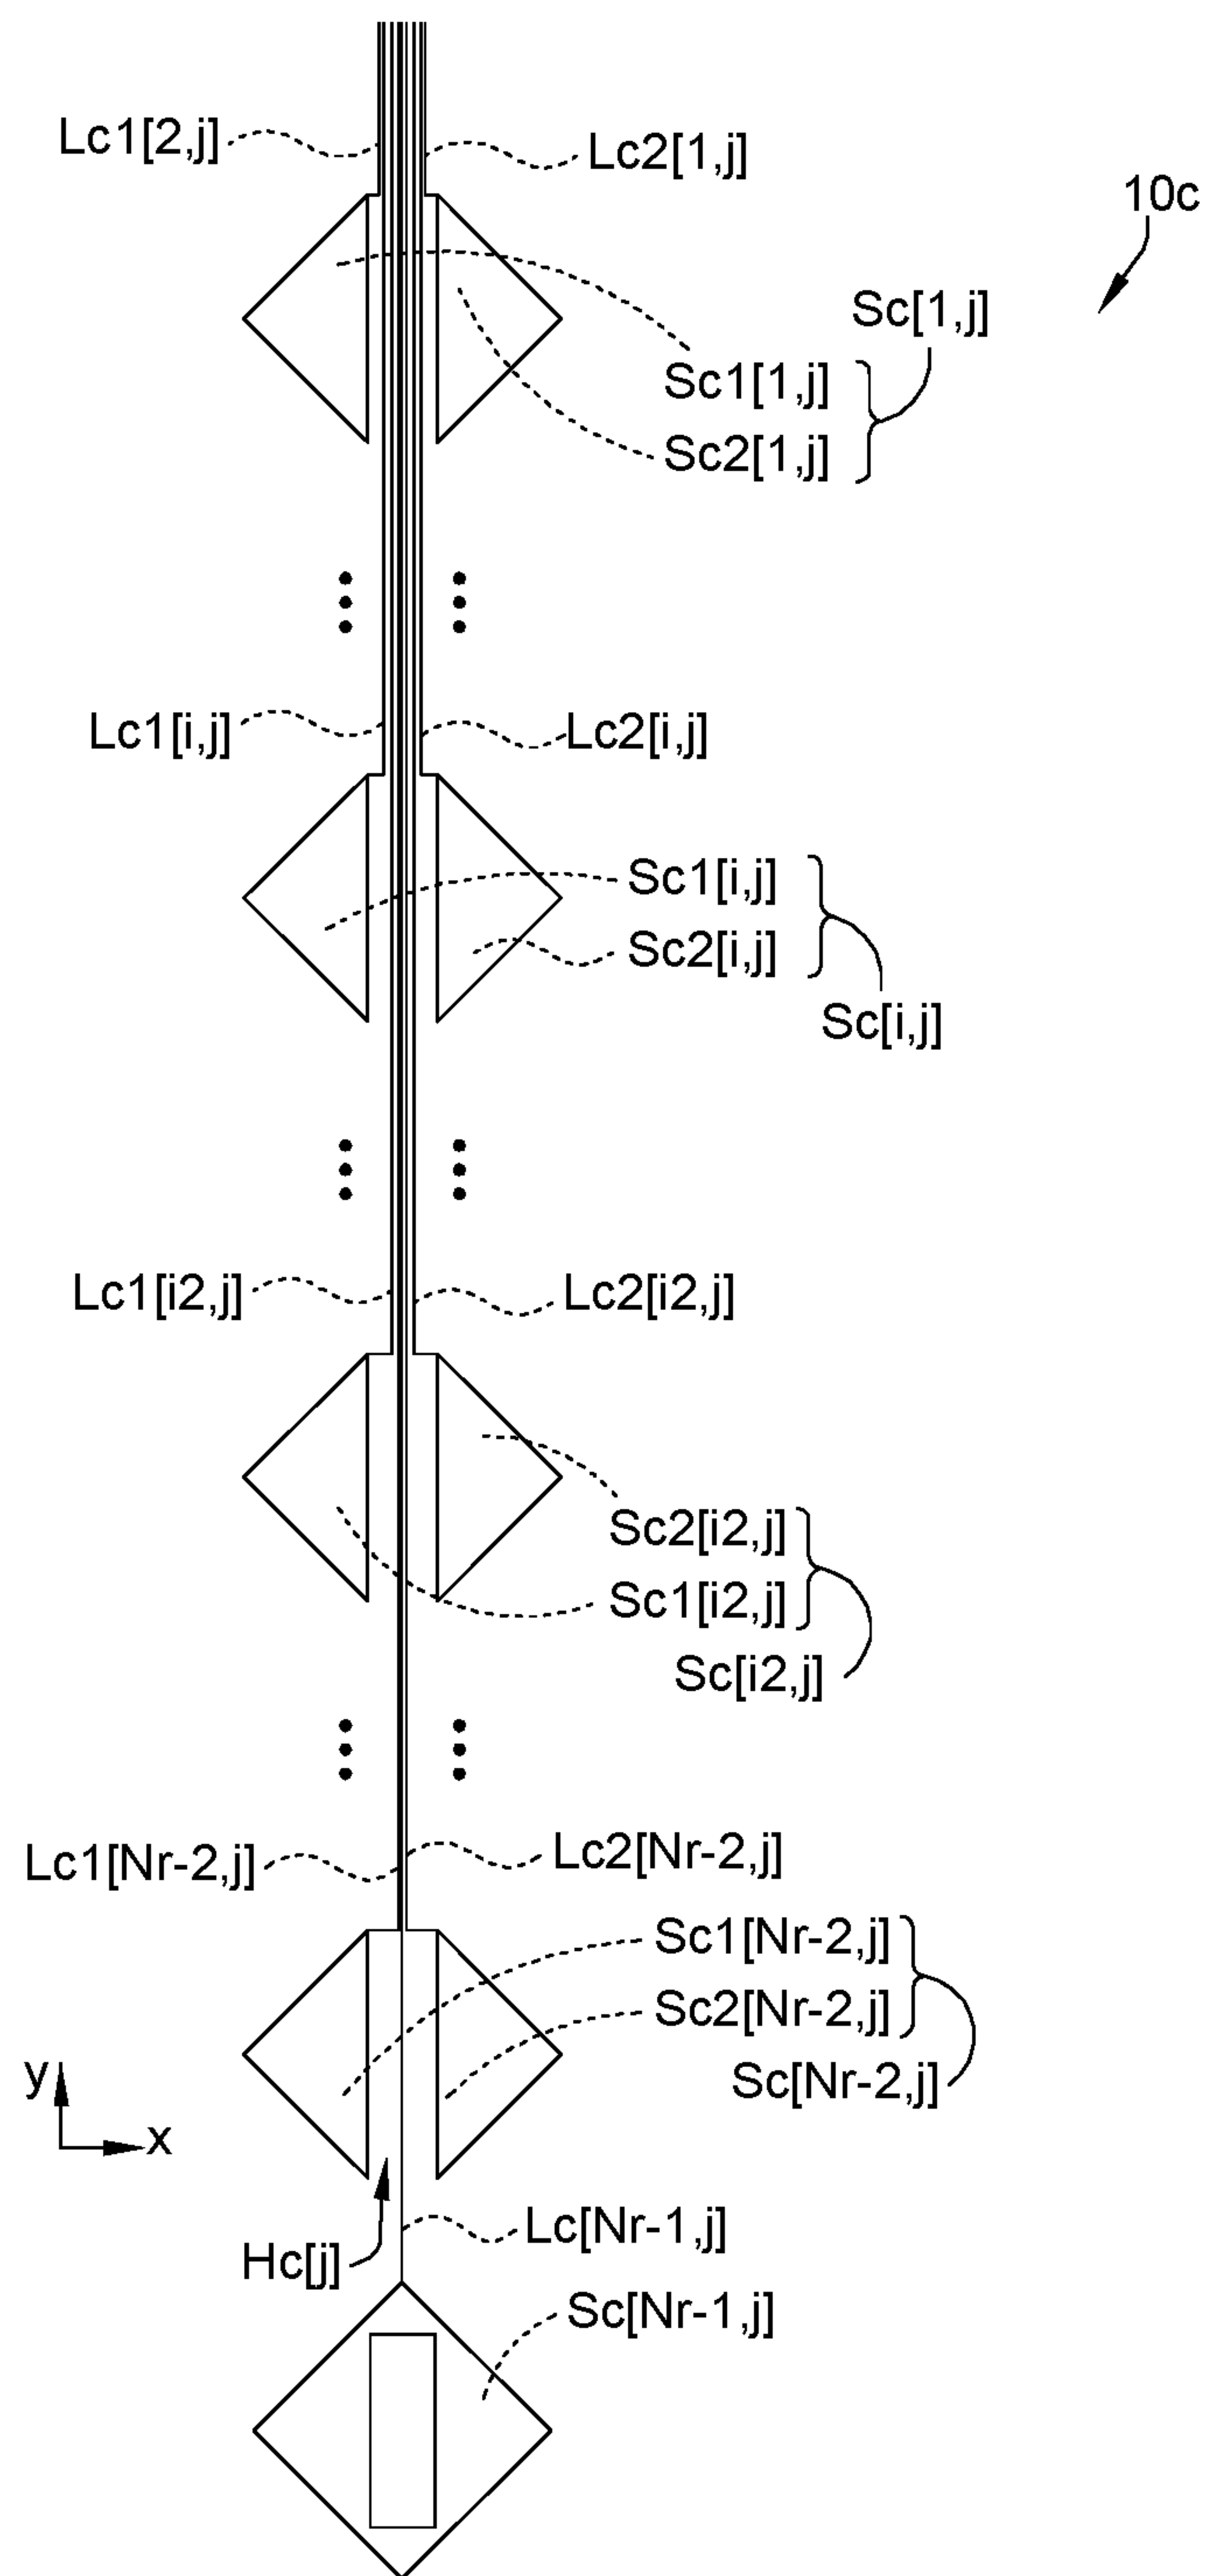 Lc1[2,j]
Lc2[1,j]
10c
Sc[1,j]
Sc1[1,j]
Sc2[1,j]
Lc1[i,j]
Lc2[i,j]
Sc1[i,j]
Sc2[i,j]
Sc[i,j]
Lc1[i2,j]
Lc2[i2,j]
Sc2[i2,j]
Sc1[i2,j]
Sc[i2,j]
Lc1[Nr-2,j]
Lc2[Nr-2,j]
Sc1[Nr-2,j]
Sc2[Nr-2,j]
Sc[Nr-2,j]
y
x
Lc[Nr-1,j]
Hc[j]
Sc[Nr-1,j]